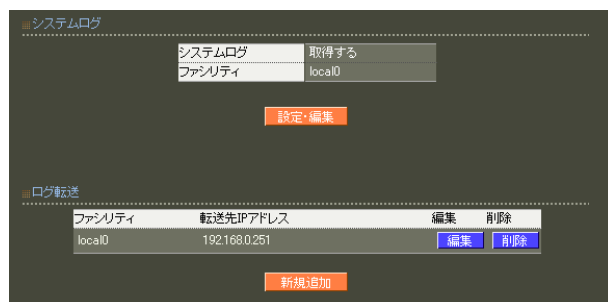 システムログ
システムログ 取得する
ファシリティ local0
設定・編集
ログ転送
ファシリティ 転送先IPアドレス 編集 削除
local0 192.168.0.251 編集 削除
新規追加